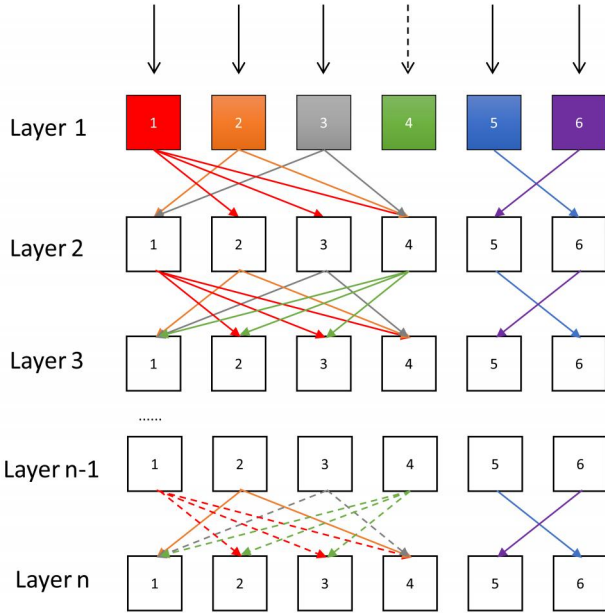 Layer 1 1 2 3 4 5 6
Layer 2 1 2 3 4 5 6
Layer 3 1 2 3 4 5 6
......
Layer n-1 1 2 3 4 5 6
Layer n 1 2 3 4 5 6